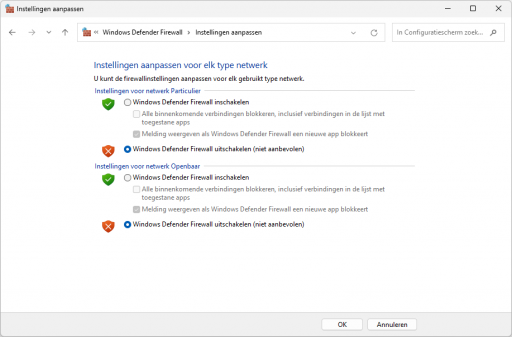 Instellingen aanpassen
Windows Defender Firewall Instellingen aanpassen
In Configuratiescherm zoek...
Instellingen aanpassen voor elk type netwerk
U kunt de firewallinstellingen aanpassen voor elk gebruikt type netwerk.
Instellingen voor netwerk Particulier
Windows Defender Firewall inschakelen
Alle binnenkomende verbindingen blokkeren, inclusief verbindingen in de lijst met
toegestane apps
Melding weergeven als Windows Defender Firewall een nieuwe app blokkeert
Windows Defender Firewall uitschakelen (niet aanbevolen)
Instellingen voor netwerk Openbaar
Windows Defender Firewall inschakelen
Alle binnenkomende verbindingen blokkeren, inclusief verbindingen in de lijst met
toegestane apps
Melding weergeven als Windows Defender Firewall een nieuwe app blokkeert
Windows Defender Firewall uitschakelen (niet aanbevolen)
OK
Annuleren